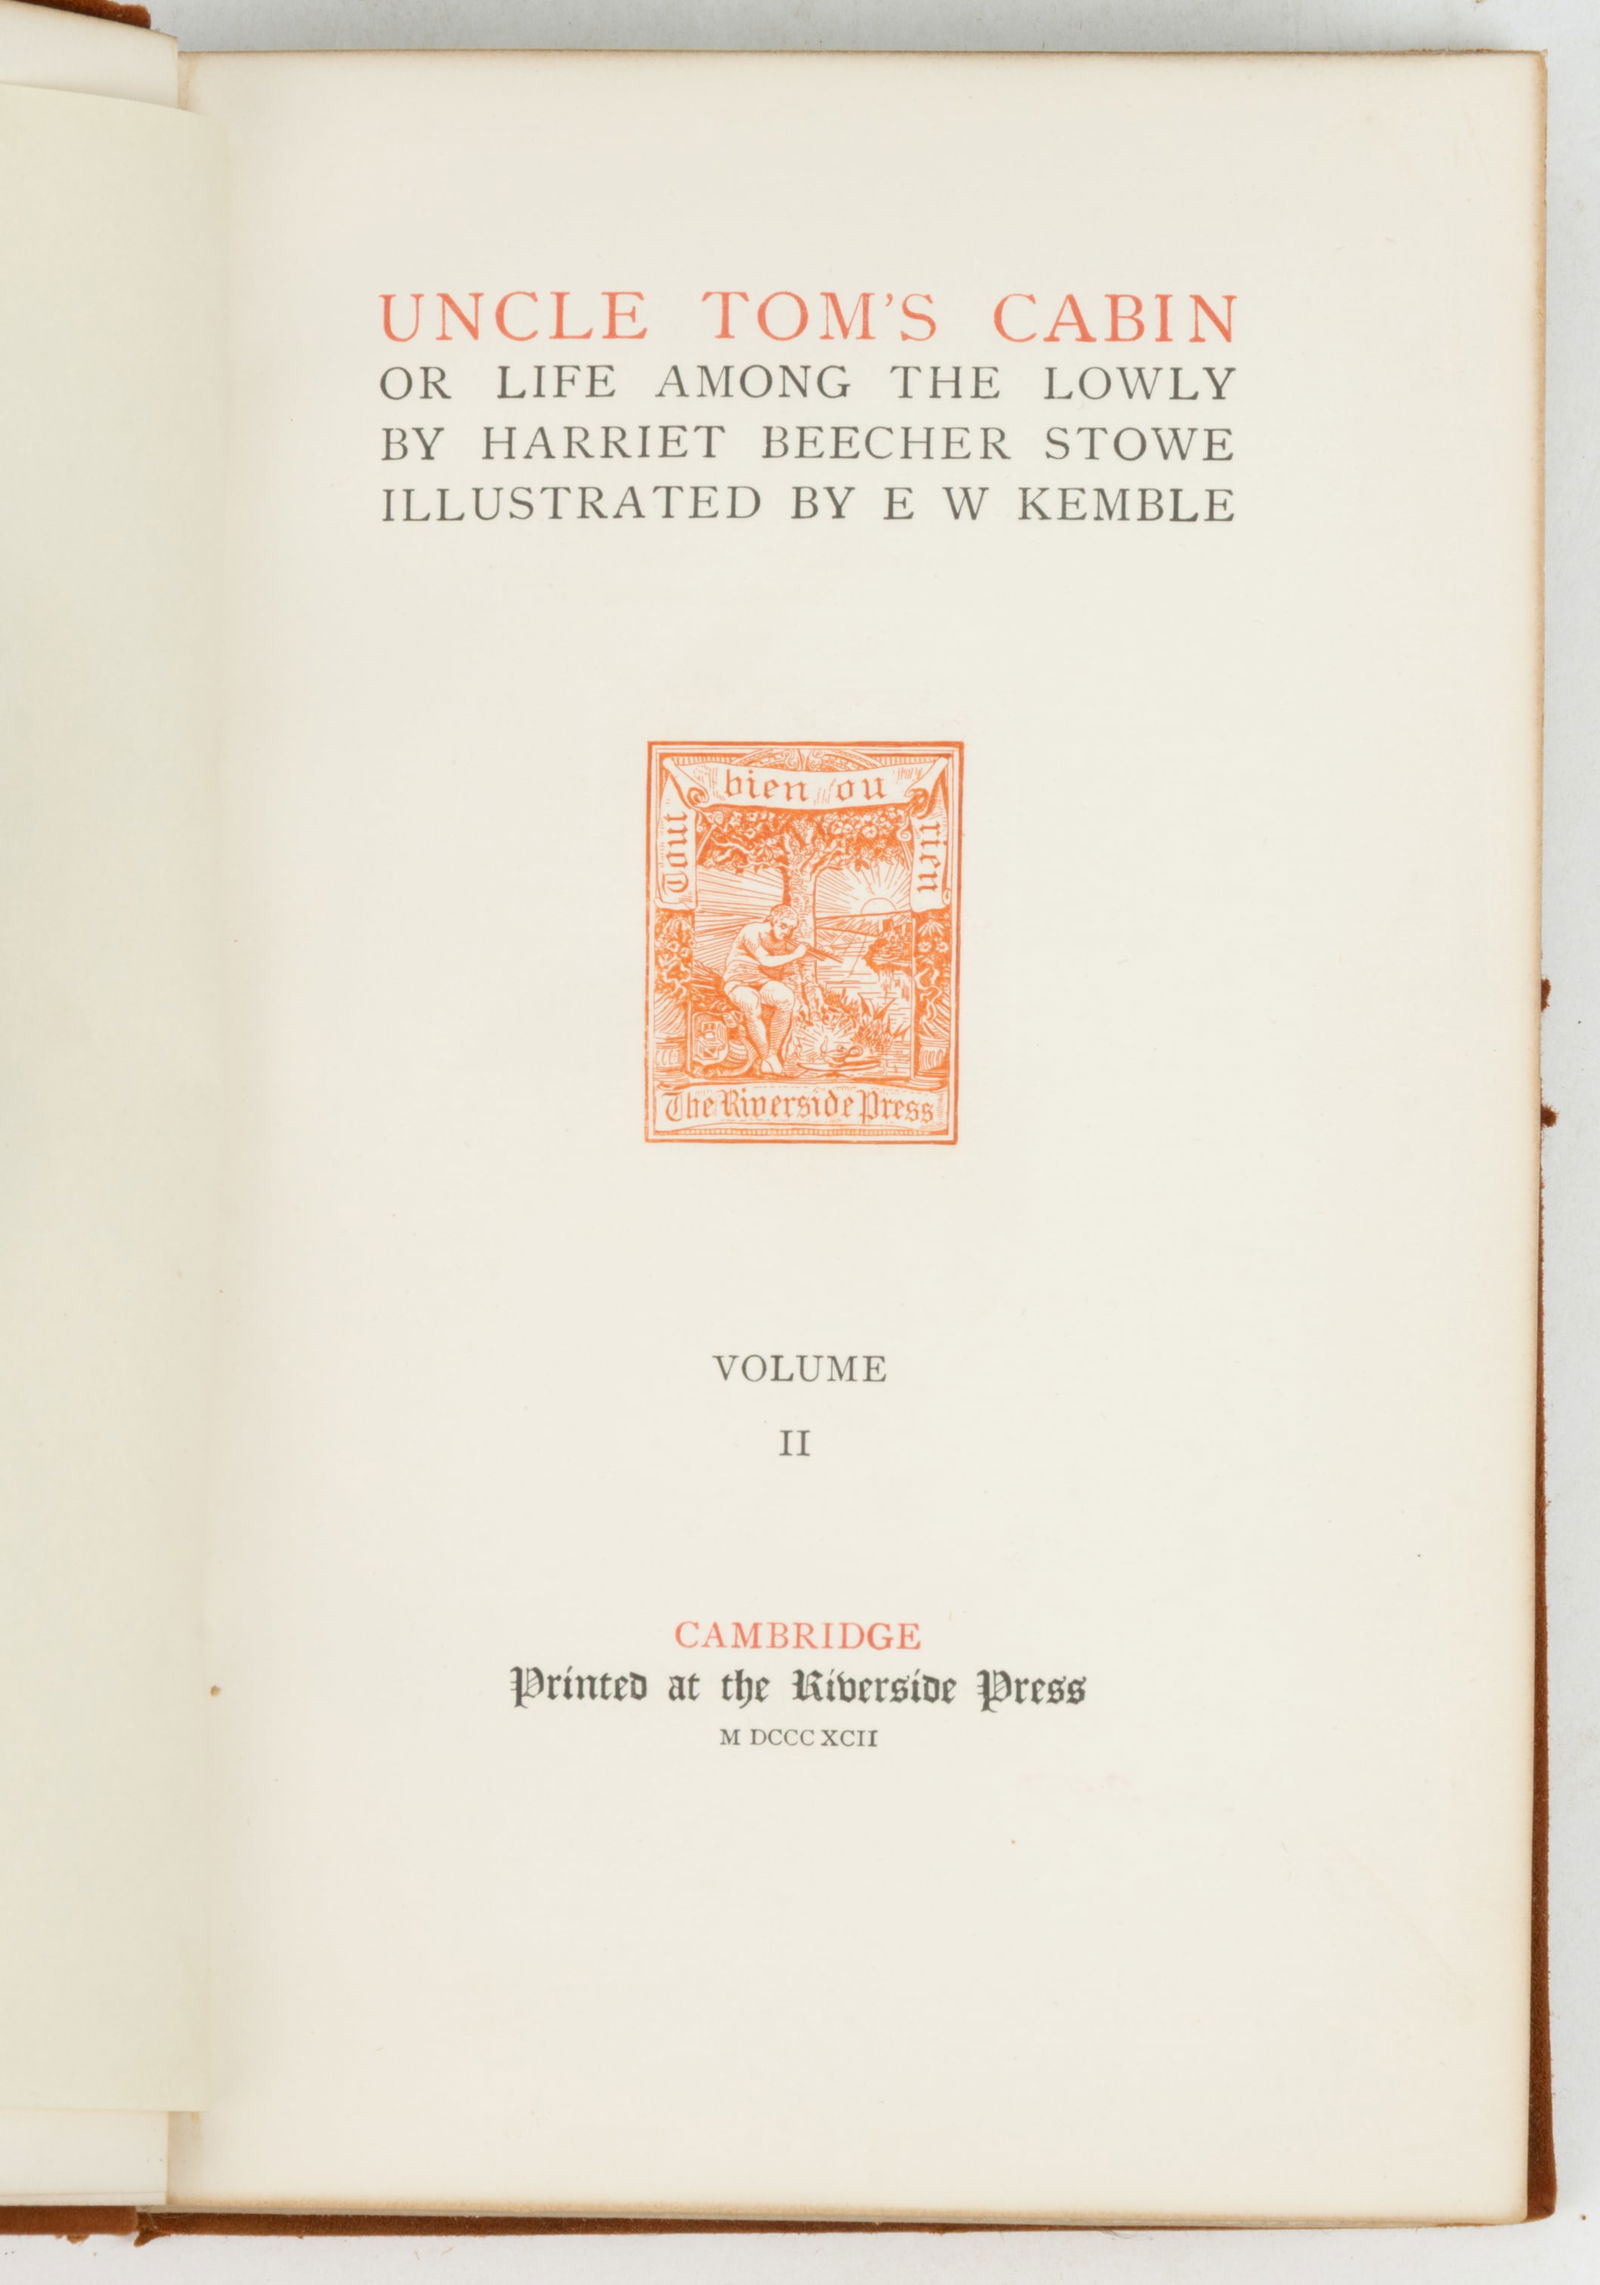 UNCLE TOM'S CABIN
OR LIFE AMONG THE LOWLY
BY HARRIET BEECHER STOWE
ILLUSTRATED BY E W KEMBLE
Tout bien ou rien
The Riverside Press
VOLUME
II
CAMBRIDGE
Printed at the Riverside Press
M DCCC XCII